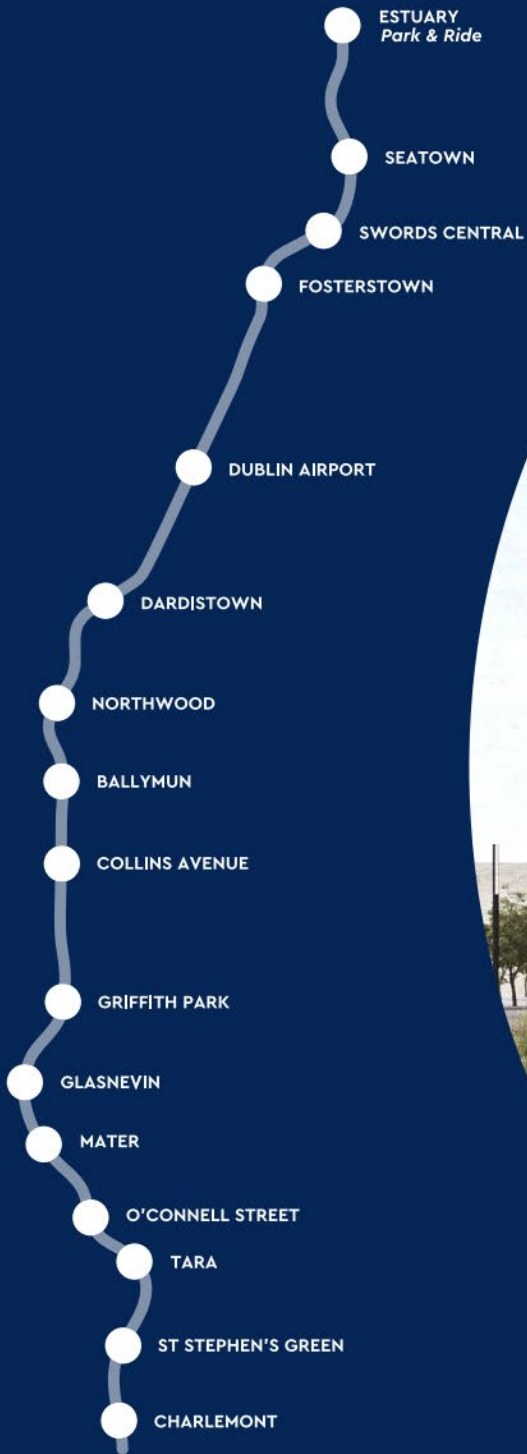 ESTUARY
Park & Ride
SEATOWN
SWORDS CENTRAL
FOSTERSTOWN
DUBLIN AIRPORT
DARDISTOWN
NORTHWOOD
BALLYMUN
COLLINS AVENUE
GRIFFITH PARK
GLASNEVIN
MATER
O'CONNELL STREET
TARA
ST STEPHEN'S GREEN
CHARLEMONT